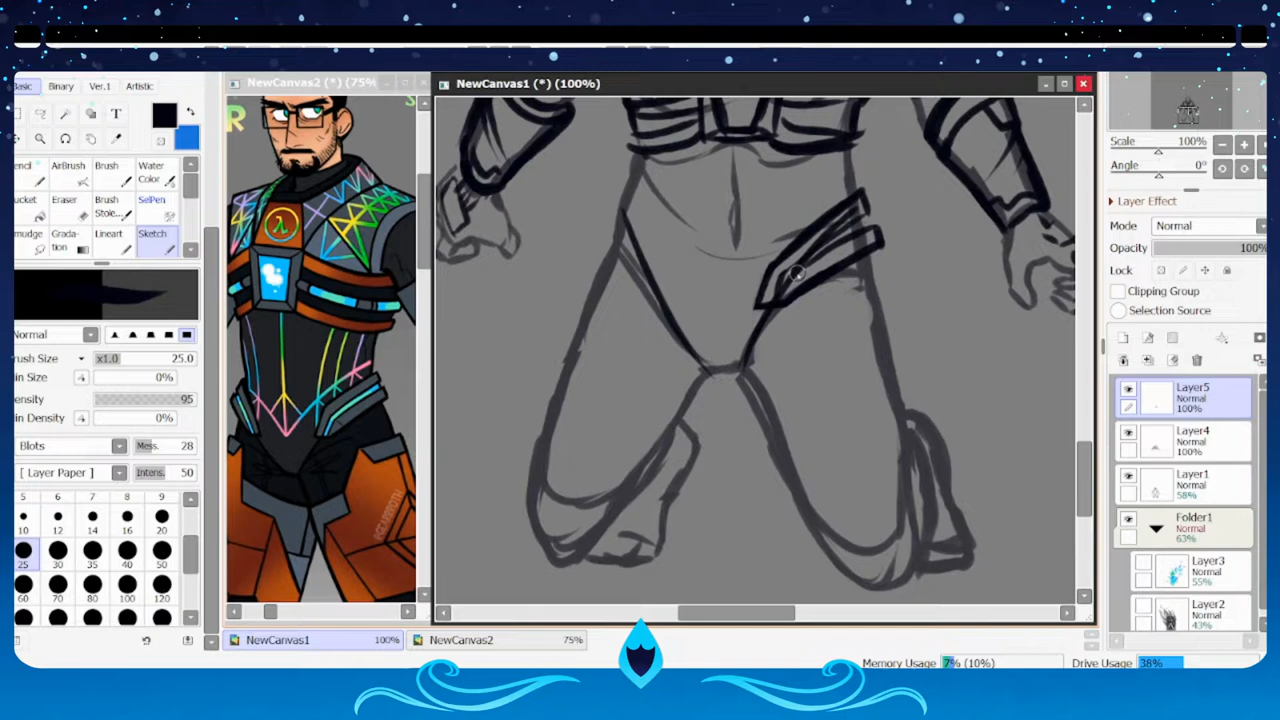 Basic
Binary
Ver.1
Artistic
T
NewCanvas2 (*) (75%
NewCanvas1 (*) (100%)
R
S
λ
Scale 100%
Angle 0°
Layer Effect
Mode Normal
Opacity 100%
Lock
Clipping Group
Selection Source
encil
AirBrush
Brush
Water Color
ucket
Eraser
Brush Stole...
SelPen
mudge
Grada- tion
Lineart
Sketch
Normal
rush Size x1.0 25.0
in Size 0%
ensity 95
in Density 0%
Blots Mess. 28
[ Layer Paper ] Intens. 50
5 6 7 8 9
10 12 14 16 20
25 30 35 40 50
60 70 80 100 120
Layer5
Normal
100%
Layer4
Normal
100%
Layer1
Normal
58%
Folder1
Normal
63%
Layer3
Normal
55%
Layer2
Normal
43%
NewCanvas1 100%
NewCanvas2 75%
Memory Usage 7% (10%)
Drive Usage 38%